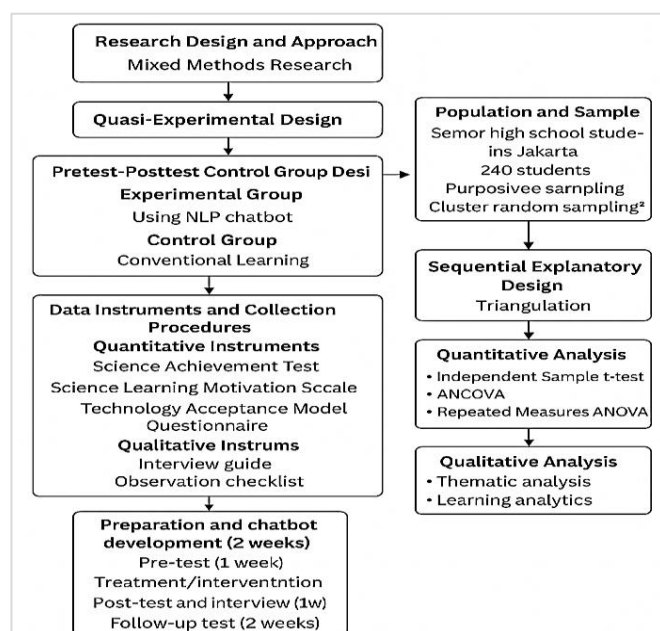 Research Design and Approach
Mixed Methods Research
Quasi-Experimental Design
Pretest-Posttest Control Group Desi
Experimental Group
Using NLP chatbot
Control Group
Conventional Learning
Data Instruments and Collection
Procedures
Quantitative Instruments
Science Achievement Test
Science Learning Motivation Sccale
Technology Acceptance Model
Questionnaire
Qualitative Instrums
Interview guide
Observation checklist
Preparation and chatbot
development (2 weeks)
Pre-test (1 week)
Treatment/interventntion
Post-test and interview (1w)
Follow-up test (2 weeks)
Population and Sample
Semor high school stude-
ins Jakarta
240 students
Purposivee sarnpling
Cluster random sampling²
Sequential Explanatory
Design
Triangulation
Quantitative Analysis
• Independent Sample t-test
• ANCOVA
• Repeated Measures ANOVA
Qualitative Analysis
• Thematic analysis
• Learning analytics